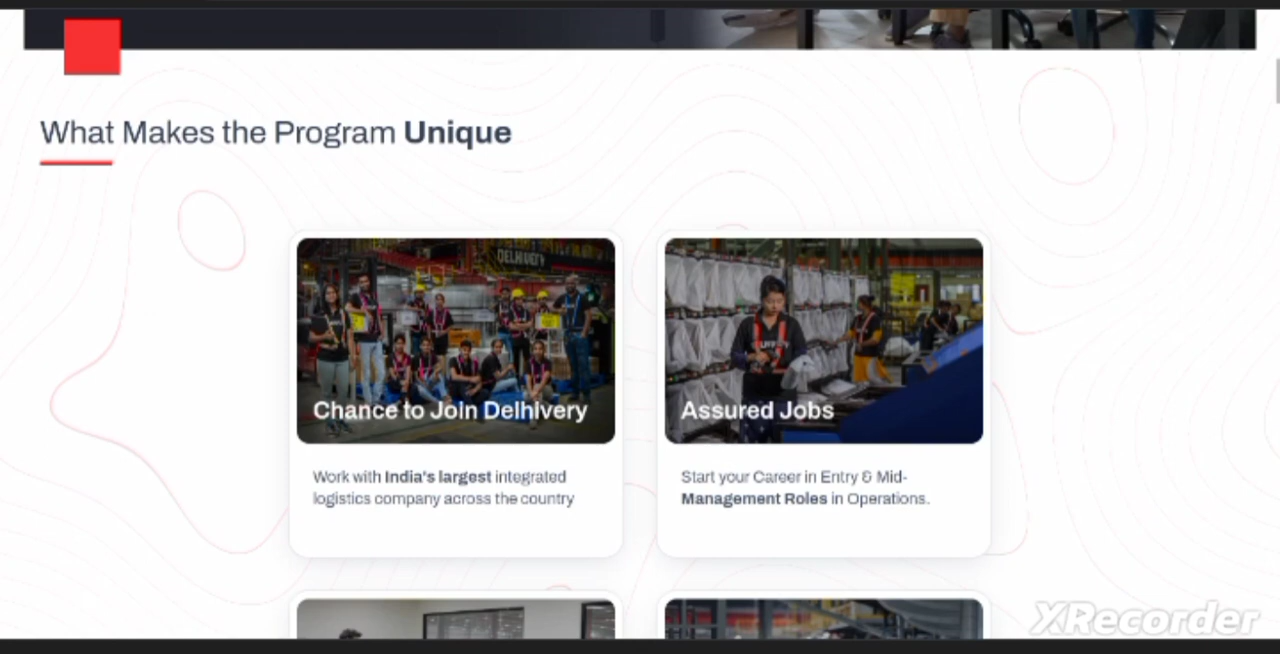 What Makes the Program Unique
DELHIVERY
Chance to Join Delhivery
Assured Jobs
Work with India's largest integrated
logistics company across the country
Start your Career in Entry & Mid-
Management Roles in Operations.
XRecorder